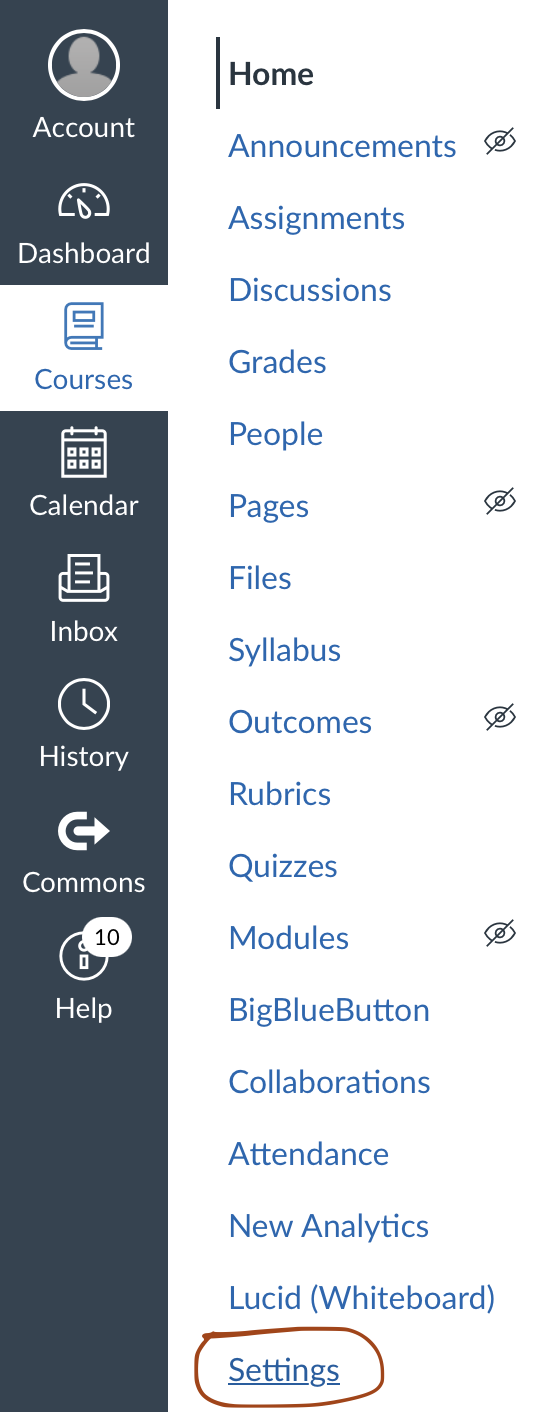 Account
Dashboard
Courses
Calendar
Inbox
History
Commons
10
Help
Home
Announcements
Assignments
Discussions
Grades
People
Pages
Files
Syllabus
Outcomes
Rubrics
Quizzes
Modules
BigBlueButton
Collaborations
Attendance
New Analytics
Lucid (Whiteboard)
Settings